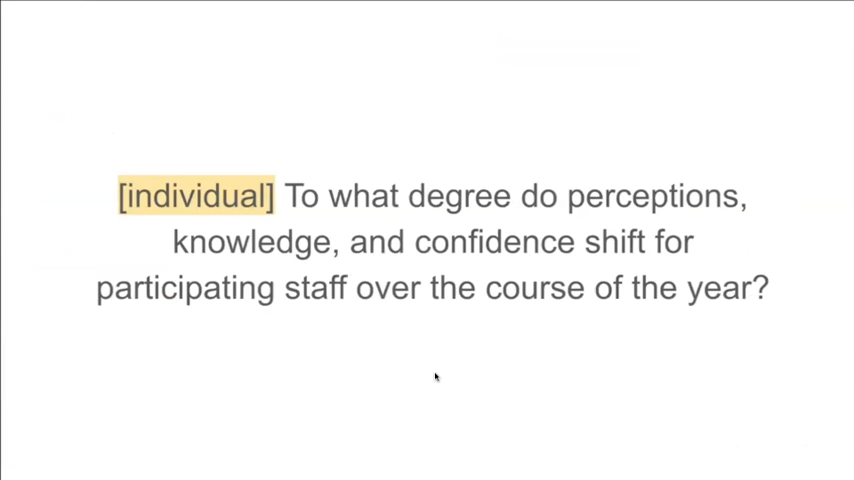 [individual] To what degree do perceptions,
knowledge, and confidence shift for
participating staff over the course of the year?